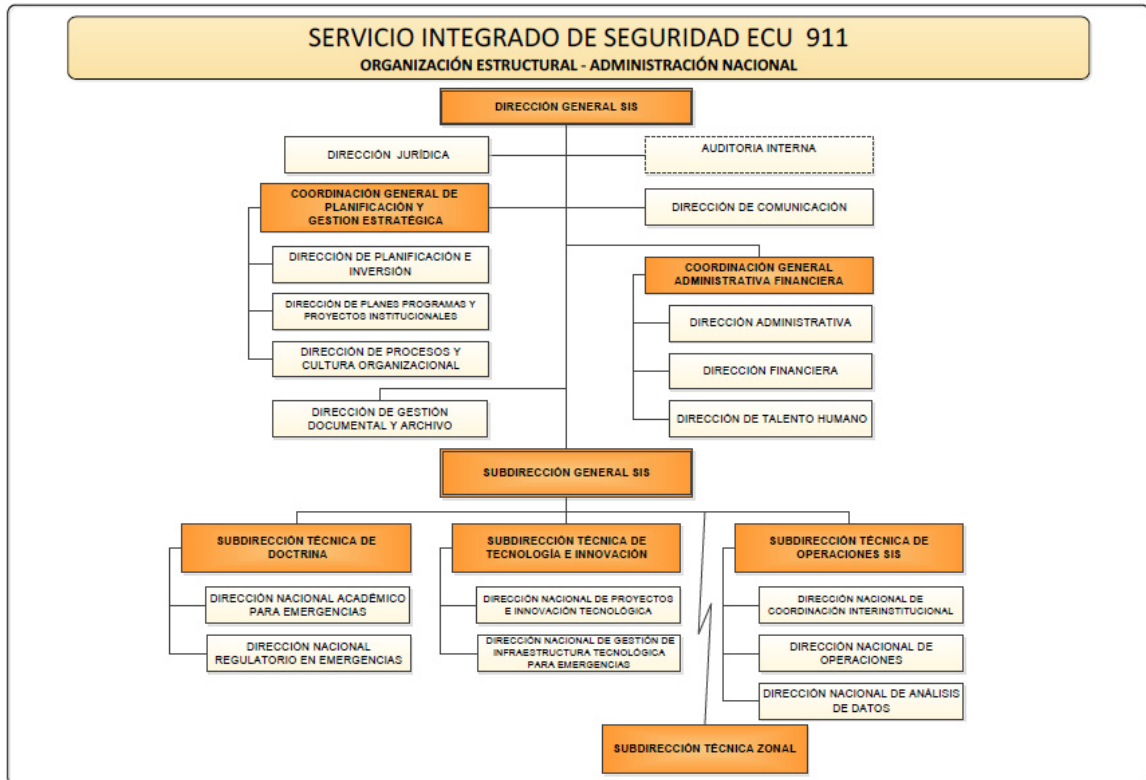 SERVICIO INTEGRADO DE SEGURIDAD ECU 911
ORGANIZACIÓN ESTRUCTURAL - ADMINISTRACIÓN NACIONAL
DIRECCIÓN GENERAL SIS
DIRECCIÓN JURÍDICA
AUDITORIA INTERNA
COORDINACIÓN GENERAL DE
PLANIFICACIÓN Y
GESTION ESTRATÉGICA
DIRECCIÓN DE COMUNICACIÓN
DIRECCIÓN DE PLANIFICACIÓN E
INVERSIÓN
DIRECCIÓN DE PLANES PROGRAMAS Y
PROYECTOS INSTITUCIONALES
DIRECCIÓN DE PROCESOS Y
CULTURA ORGANIZACIONAL
COORDINACIÓN GENERAL
ADMINISTRATIVA FINANCIERA
DIRECCIÓN ADMINISTRATIVA
DIRECCIÓN FINANCIERA
DIRECCIÓN DE TALENTO HUMANO
DIRECCIÓN DE GESTIÓN
DOCUMENTAL Y ARCHIVO
SUBDIRECCIÓN GENERAL SIS
SUBDIRECCIÓN TÉCNICA DE
DOCTRINA
DIRECCIÓN NACIONAL ACADÉMICO
PARA EMERGENCIAS
DIRECCIÓN NACIONAL
REGULATORIO EN EMERGENCIAS
SUBDIRECCIÓN TÉCNICA DE
TECNOLOGÍA E INNOVACIÓN
DIRECCIÓN NACIONAL DE PROYECTOS
E INNOVACIÓN TECNOLÓGICA
DIRECCIÓN NACIONAL DE GESTIÓN DE
INFRAESTRUCTURA TECNOLÓGICA
PARA EMERGENCIAS
SUBDIRECCIÓN TÉCNICA DE
OPERACIONES SIS
DIRECCIÓN NACIONAL DE
COORDINACIÓN INTERINSTITUCIONAL
DIRECCIÓN NACIONAL DE
OPERACIONES
DIRECCIÓN NACIONAL DE ANÁLISIS
DE DATOS
SUBDIRECCIÓN TÉCNICA ZONAL